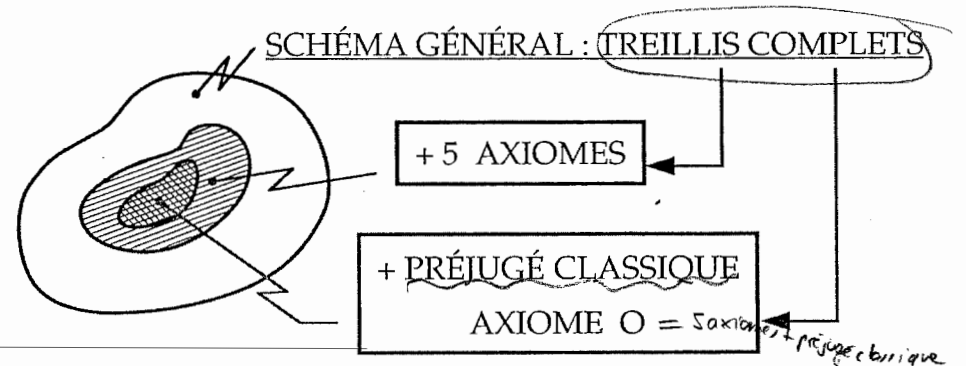 SCHÉMA GÉNÉRAL : TREILLIS COMPLETS
+ 5 AXIOMES
+ PRÉJUGÉ CLASSIQUE
AXIOME O = 5 axiomes + préjugé classique